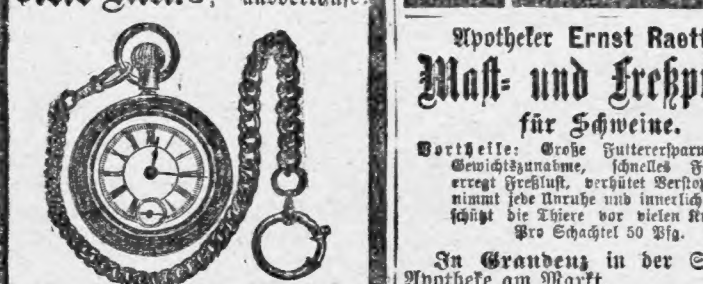 ausverkauf
Apotheker Ernst Raett
Mast- und Freßpu
für Schweine.
Vortheile: Große Futterersparn
Gewichtszunahme, schnelles F
erregt Freßlust, verhütet Verstop
nimmt jede Unruhe und innerlich
schützt die Thiere vor vielen Kr
Pro Schachtel 50 Pfg.
In Graudenz in der S
Apotheke am Markt